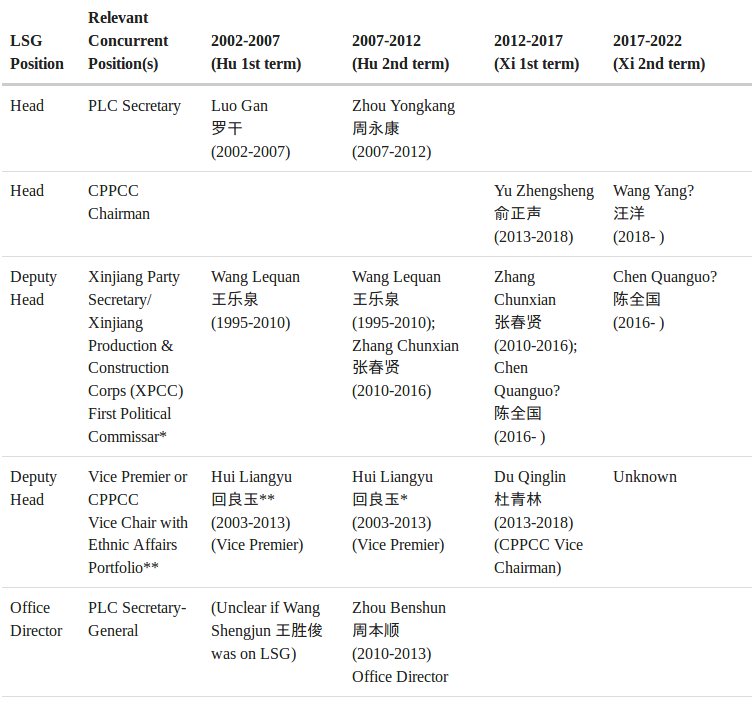 LSG Position
Relevant Concurrent Position(s)
2002-2007 (Hu 1st term)
2007-2012 (Hu 2nd term)
2012-2017 (Xi 1st term)
2017-2022 (Xi 2nd term)
Head
PLC Secretary
Luo Gan
罗干
(2002-2007)
Zhou Yongkang
周永康
(2007-2012)
Head
CPPCC
Chairman
Yu Zhengsheng
俞正声
(2013-2018)
Wang Yang?
汪洋
(2018- )
Deputy
Head
Xinjiang Party
Secretary/
Xinjiang
Production &
Construction
Corps (XPCC)
First Political
Commissar*
Wang Lequan
王乐泉
(1995-2010)
Wang Lequan
王乐泉
(1995-2010);
Zhang Chunxian
张春贤
(2010-2016)
Zhang
Chunxian
张春贤
(2010-2016);
Chen
Quanguo?
陈全国
(2016- )
Chen Quanguo?
陈全国
(2016- )
Deputy
Head
Vice Premier or
CPPCC
Vice Chair with
Ethnic Affairs
Portfolio**
Hui Liangyu
回良玉**
(2003-2013)
(Vice Premier)
Hui Liangyu
回良玉*
(2003-2013)
(Vice Premier)
Du Qinglin
杜青林
(2013-2018)
(CPPCC Vice
Chairman)
Unknown
Office
Director
PLC Secretary-
General
(Unclear if Wang
Shengjun 王胜俊
was on LSG)
Zhou Benshun
周本顺
(2010-2013)
Office Director